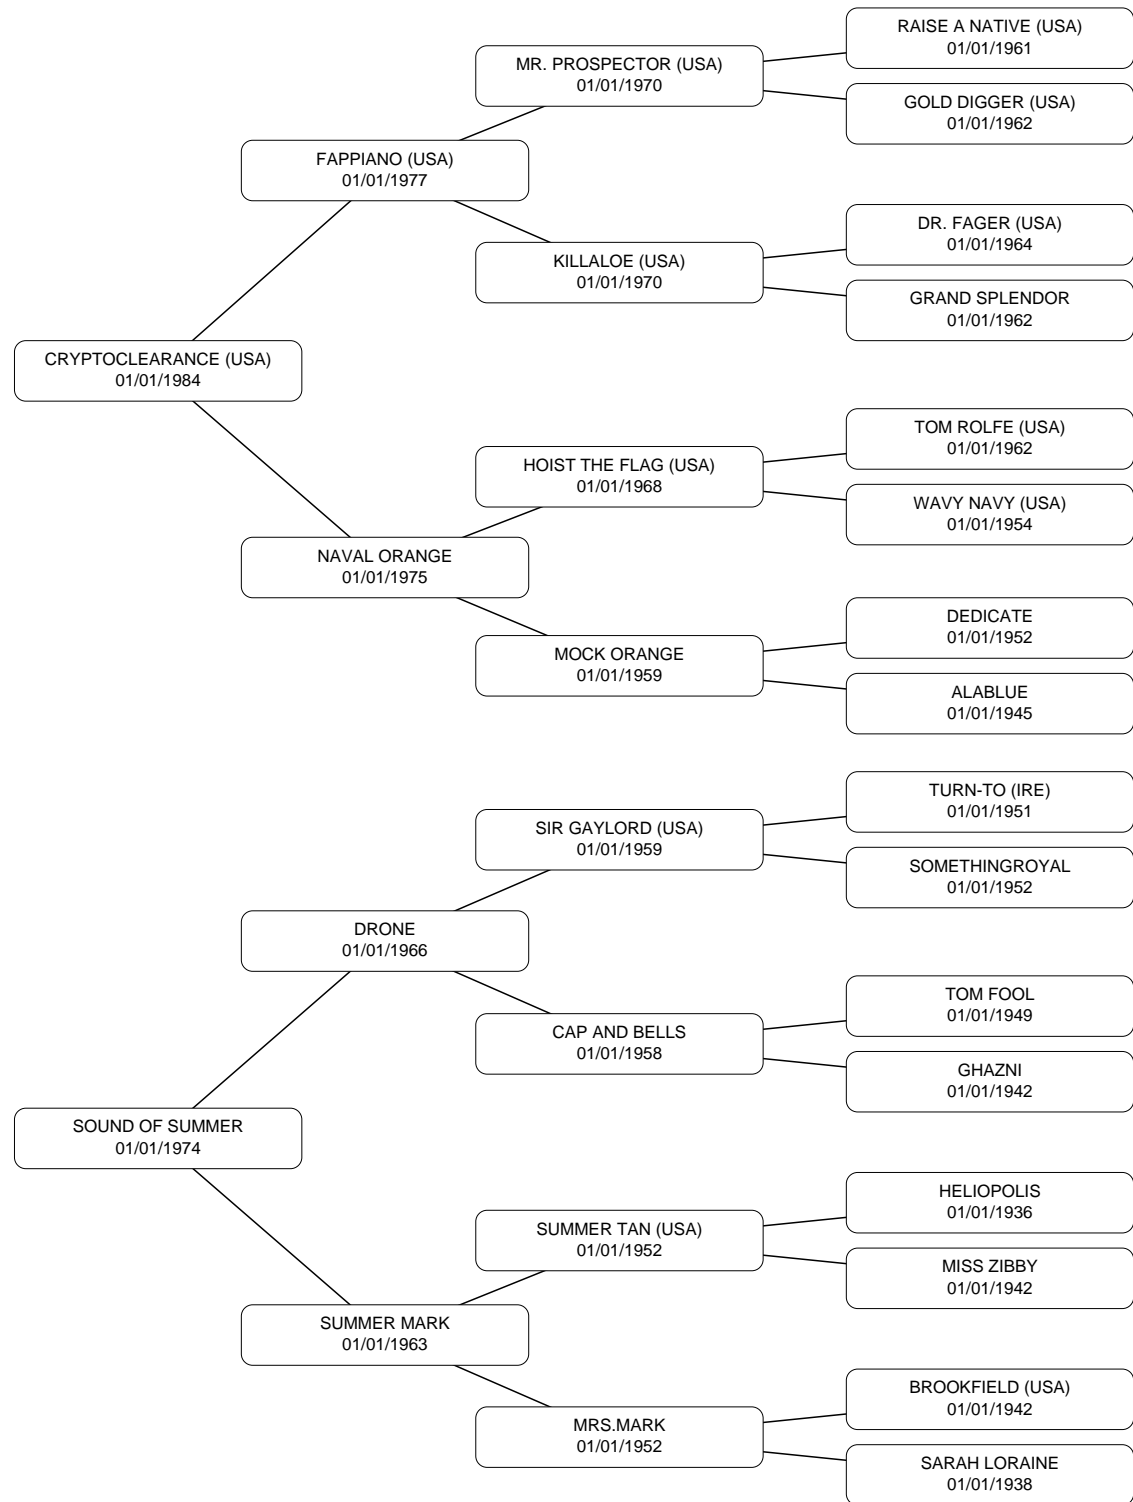 RAISE A NATIVE (USA)
01/01/1961
MR. PROSPECTOR (USA)
01/01/1970
GOLD DIGGER (USA)
01/01/1962
FAPPIANO (USA)
01/01/1977
DR. FAGER (USA)
01/01/1964
KILLALOE (USA)
01/01/1970
GRAND SPLENDOR
01/01/1962
CRYPTOCLEARANCE (USA)
01/01/1984
TOM ROLFE (USA)
01/01/1962
HOIST THE FLAG (USA)
01/01/1968
WAVY NAVY (USA)
01/01/1954
NAVAL ORANGE
01/01/1975
DEDICATE
01/01/1952
MOCK ORANGE
01/01/1959
ALABLUE
01/01/1945
TURN-TO (IRE)
01/01/1951
SIR GAYLORD (USA)
01/01/1959
SOMETHINGROYAL
01/01/1952
DRONE
01/01/1966
TOM FOOL
01/01/1949
CAP AND BELLS
01/01/1958
GHAZNI
01/01/1942
SOUND OF SUMMER
01/01/1974
HELIOPOLIS
01/01/1936
SUMMER TAN (USA)
01/01/1952
MISS ZIBBY
01/01/1942
SUMMER MARK
01/01/1963
BROOKFIELD (USA)
01/01/1942
MRS.MARK
01/01/1952
SARAH LORAINE
01/01/1938